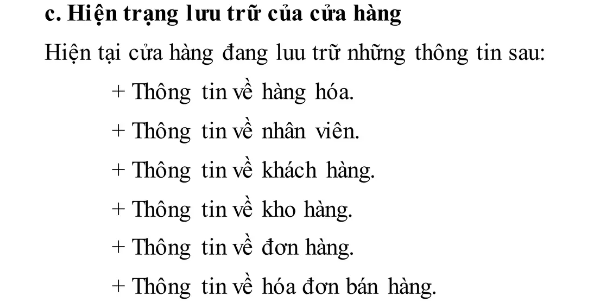 c. Hiện trạng lưu trữ của cửa hàng
Hiện tại cửa hàng đang luu trữ những thông tin sau:
+ Thông tin về hàng hóa.
+ Thông tin về nhân viên.
+ Thông tin về khách hàng.
+ Thông tin về kho hàng.
+ Thông tin về đơn hàng.
+ Thông tin về hóa đơn bán hàng.